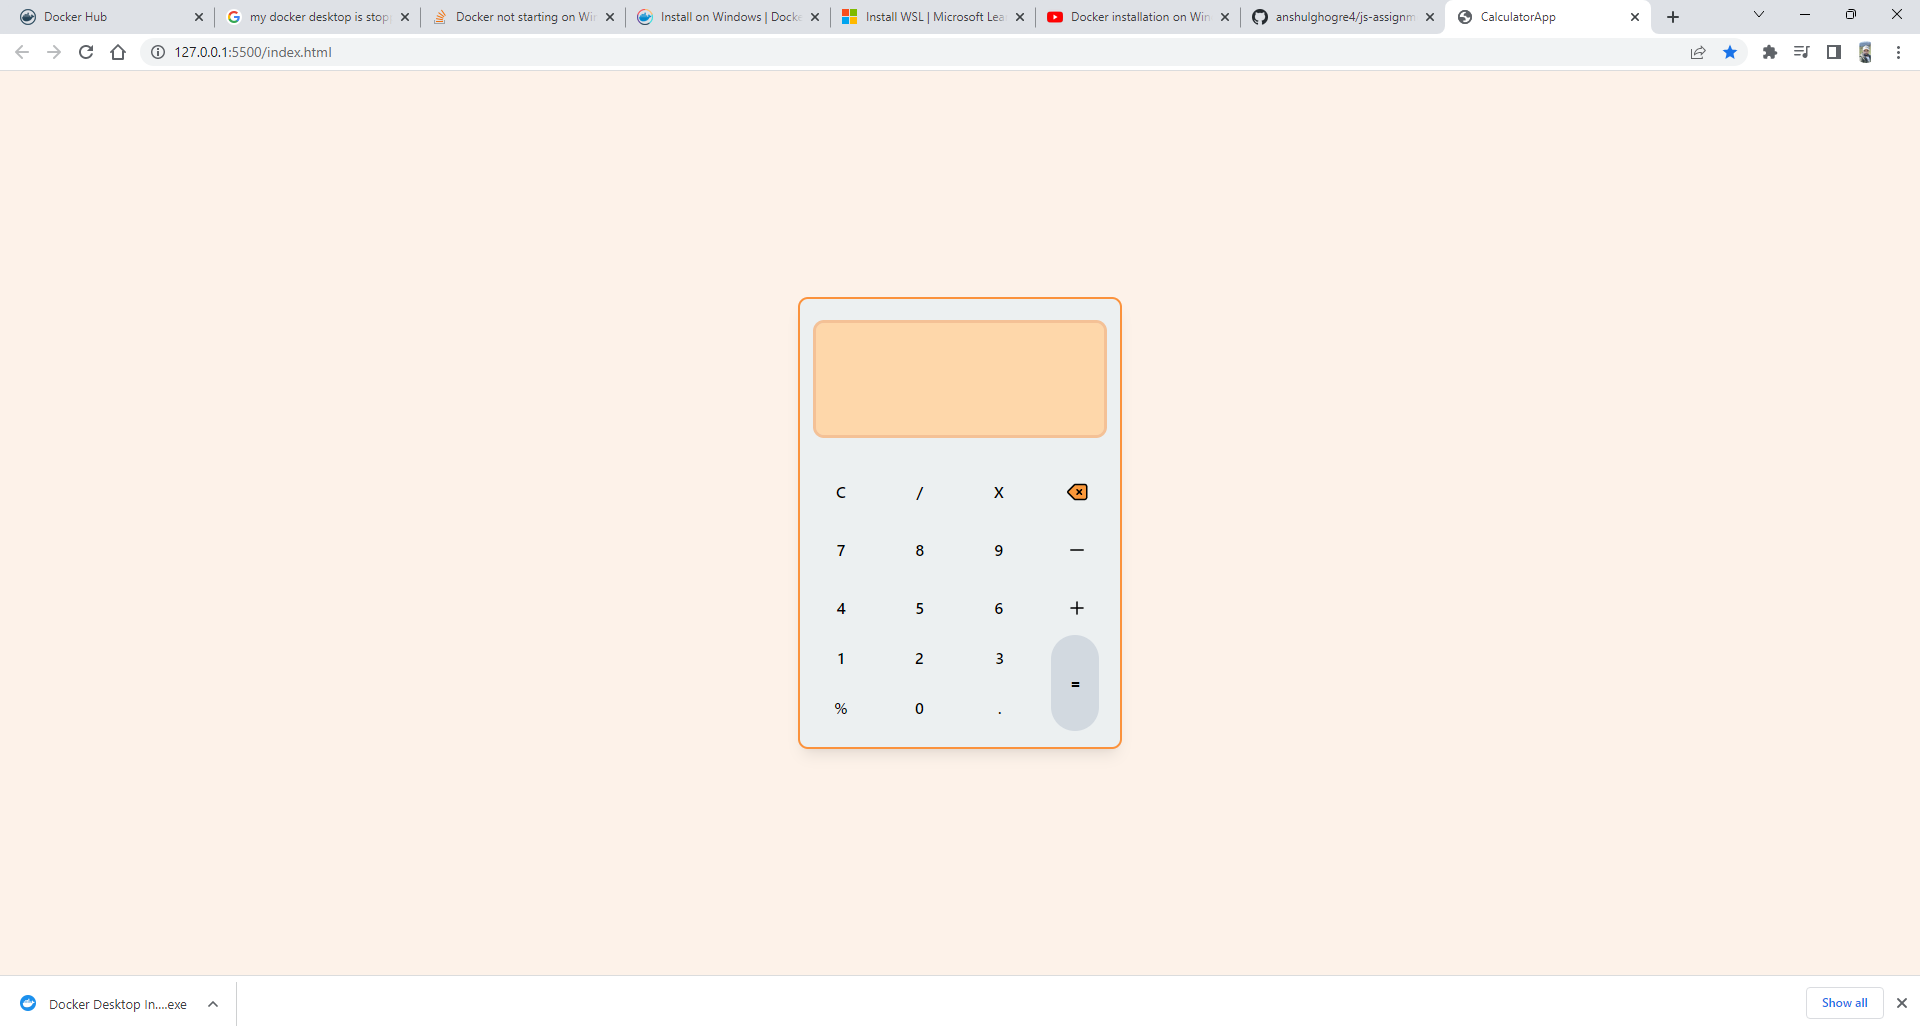 Docker Hub
my docker desktop is stop
Docker not starting on Win
Install on Windows | Docke
Install WSL | Microsoft Lea
Docker installation on Win
anshulghogre4/js-assignm
CalculatorApp
127.0.0.1:5500/index.html
C / X
7 8 9 —
4 5 6 +
1 2 3
=
% 0 .
Docker Desktop In....exe
Show all